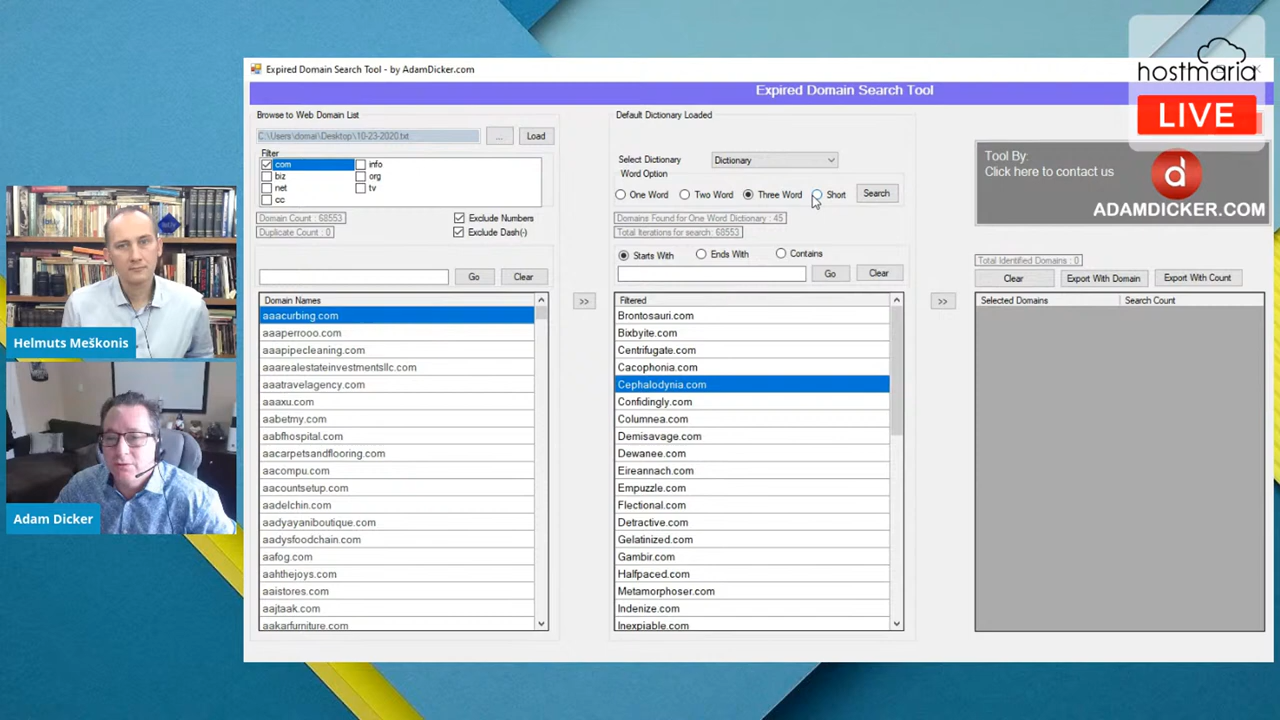 hostmaria
LIVE
Expired Domain Search Tool - by AdamDicker.com
Expired Domain Search Tool
Browse to Web Domain List
C:\Users\domai\Desktop\10-23-2020.txt
...
Load
Filter
com
info
biz
org
net
tv
cc
Domain Count : 68553
Duplicate Count : 0
Exclude Numbers
Exclude Dash(-)
Go
Clear
Domain Names
aaacurbing.com
aaaperrooo.com
aaapipecleaning.com
aaarealestateinvestmentsllc.com
aaatravelagency.com
aaaxu.com
aabetmy.com
aabfhospital.com
aacarpetsandflooring.com
aacompu.com
aacountsetup.com
aadelchin.com
aadyayaniboutique.com
aadysfoodchain.com
aafog.com
aahthejoys.com
aaistores.com
aajtaak.com
aakarfurniture.com
>>
Default Dictionary Loaded
Select Dictionary
Dictionary
Word Option
One Word
Two Word
Three Word
Short
Search
Domains Found for One Word Dictionary : 45
Total Iterations for search: 68553
Starts With
Ends With
Contains
Go
Clear
Filtered
Brontosauri.com
Bixbyite.com
Centrifugate.com
Cacophonia.com
Cephalodynia.com
Confidingly.com
Columnea.com
Demisavage.com
Dewanee.com
Eireannach.com
Empuzzle.com
Flectional.com
Detractive.com
Gelatinized.com
Gambir.com
Halfpaced.com
Metamorphoser.com
Indenize.com
Inexpiable.com
>>
Tool By:
Click here to contact us
d
ADAMDICKER.COM
Total Identified Domains : 0
Clear
Export With Domain
Export With Count
Selected Domains
Search Count
Helmuts Meškonis
Adam Dicker